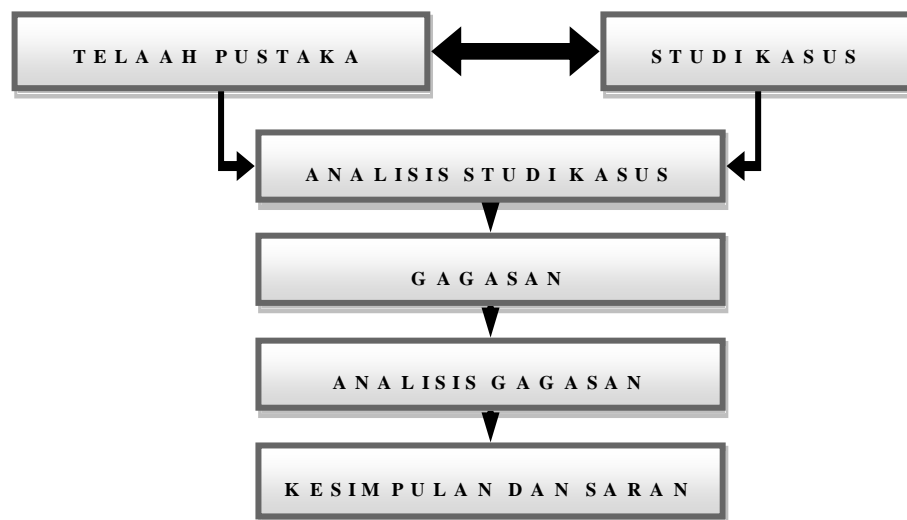 TELAAH PUSTAKA
STUDI KASUS
ANALISIS STUDI KASUS
GAGASAN
ANALISIS GAGASAN
KESIMPULAN DAN SARAN